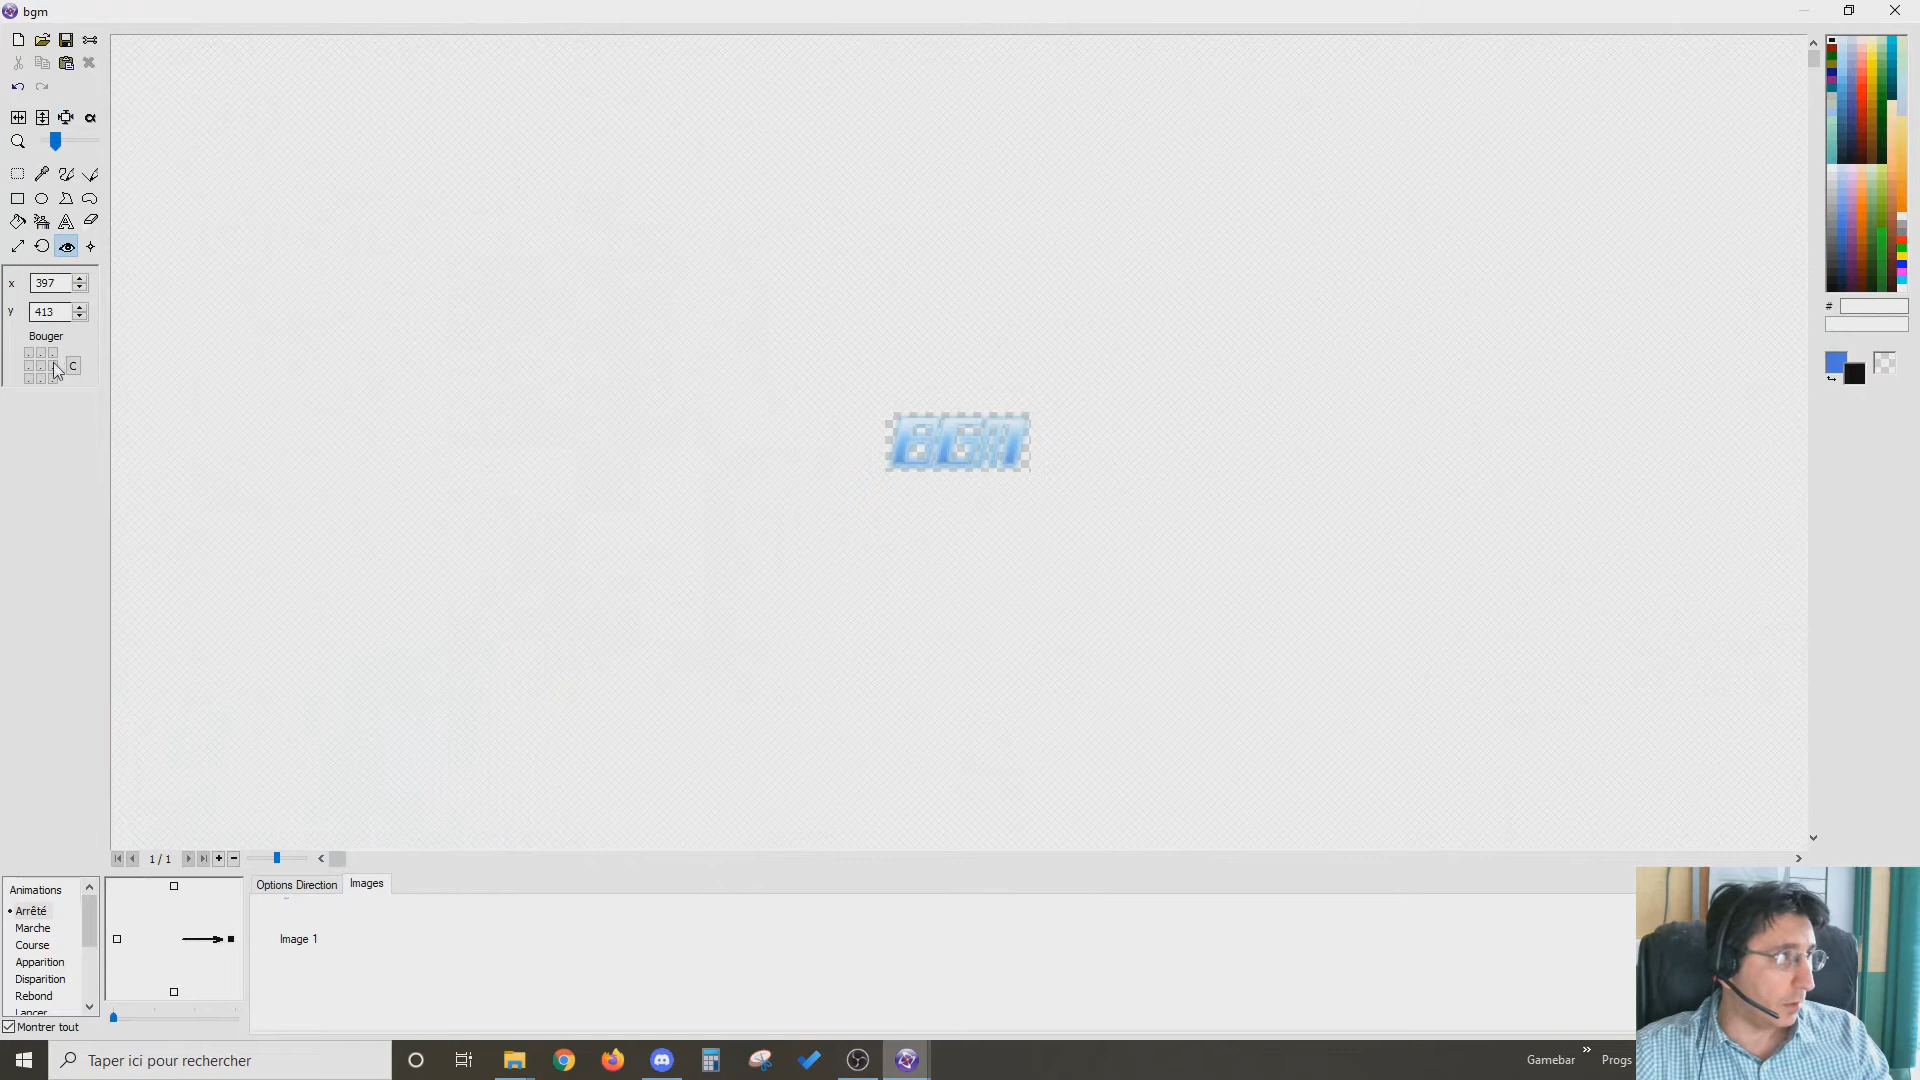 bgm
α
x 397
y 413
Bouger
C
#
BGM
1 / 1
Animations
Arrêté
Marche
Course
Apparition
Disparition
Rebond
Lancer
Montrer tout
Options Direction
Images
Image 1
Taper ici pour rechercher
Gamebar
Progs